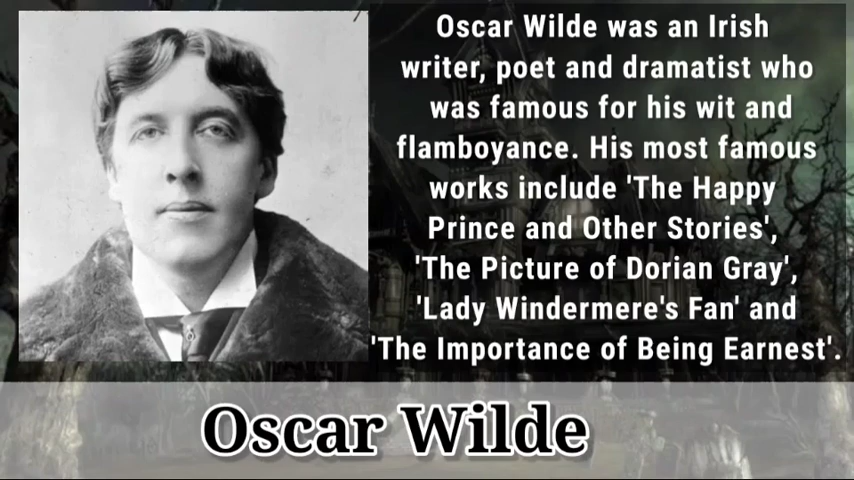 Oscar Wilde was an Irish
writer, poet and dramatist who
was famous for his wit and
flamboyance. His most famous
works include 'The Happy
Prince and Other Stories',
'The Picture of Dorian Gray',
'Lady Windermere's Fan' and
'The Importance of Being Earnest'.
Oscar Wilde